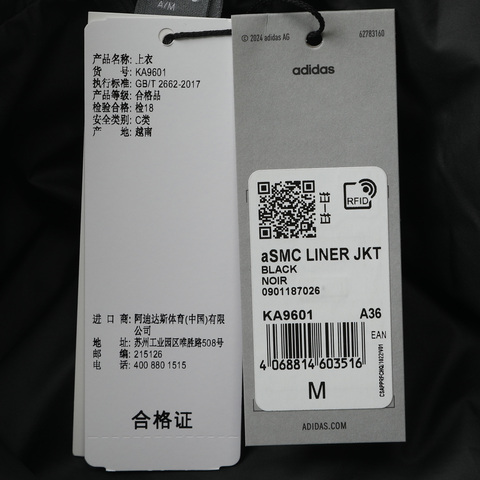 A/M
产品名称: 上衣
货 号: KA9601
执行标准: GB/T 2662-2017
产品等级: 合格品
检验合格: 检18
安全类别: C类
产 地: 越南
进 口 商: 阿迪达斯体育(中国)有限
公司
地 址: 苏州工业园区唯胜路508号
邮 编: 215126
电 话: 400 880 1515
合格证
© 2024 adidas AG
62783160
adidas
RFID
aSMC LINER JKT
BLACK
NOIR
0901187026
KA9601 A36
EAN
4 068814 603516
M
ADIDAS.COM